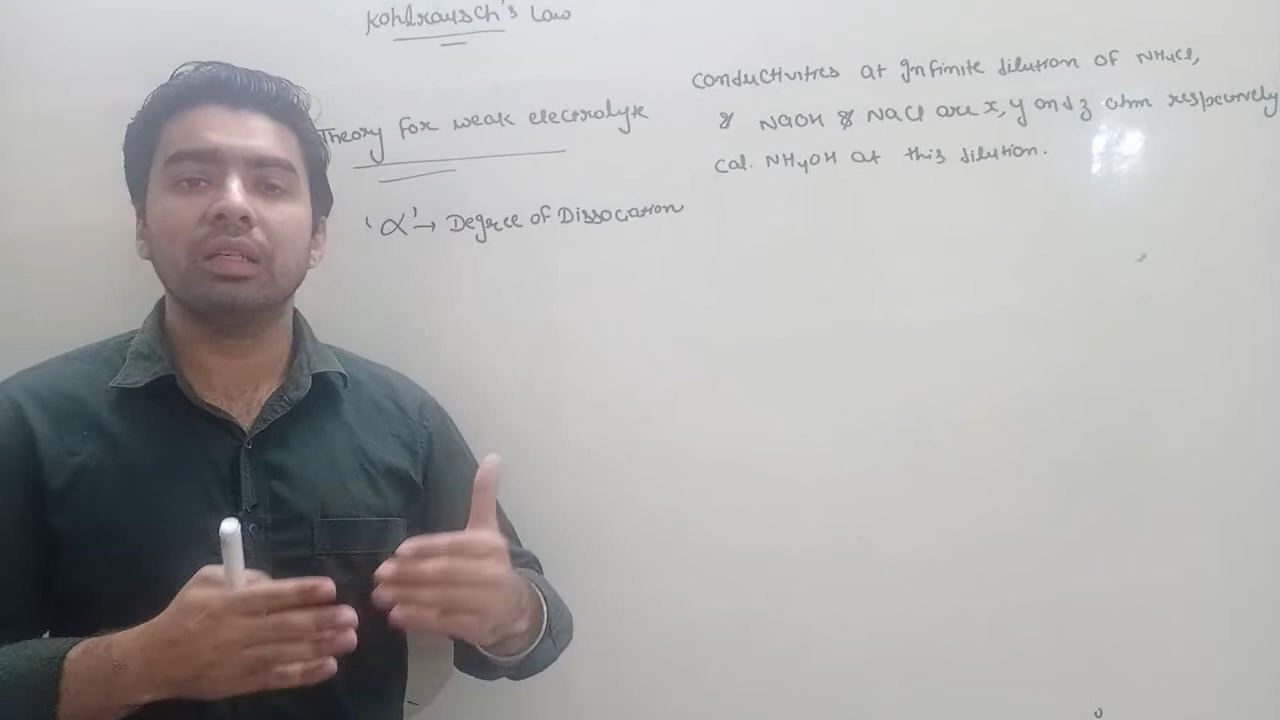 Kohlrausch's Law
Theory for weak electrolyte
'α' → Degree of Dissociation
Conductivities at Infinite dilution of NH4Cl,
& NaOH & NaCl are x, y and z ohm respectively
Cal. NH4OH at this dilution.